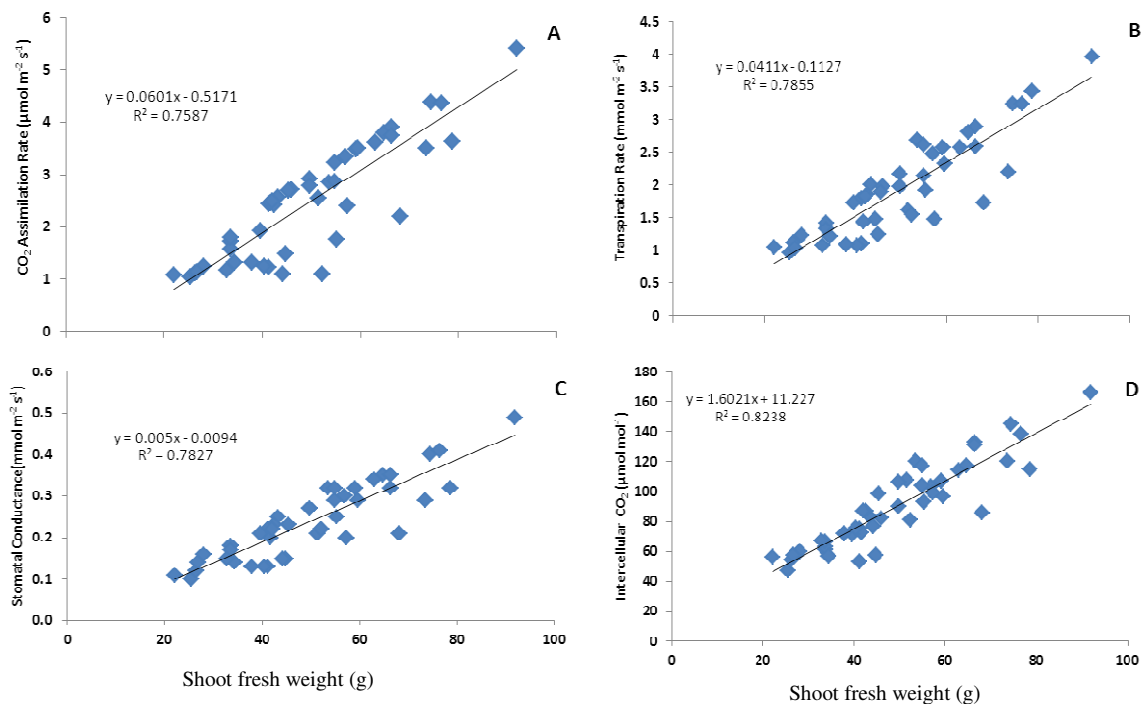 A
6
5
4
3
2
1
0
CO2 Assimilation Rate (µmol m-2 s-1)
y = 0.0601x - 0.5171
R² = 0.7587
B
4.5
4
3.5
3
2.5
2
1.5
1
0.5
0
Transpiration Rate (mmol m-2 s-1)
y = 0.0411x - 0.1127
R² = 0.7855
C
0.6
0.5
0.4
0.3
0.2
0.1
0.0
Stomatal Conductance(mmol m-2 s-1)
y = 0.005x - 0.0094
R² = 0.7827
0 20 40 60 80 100
Shoot fresh weight (g)
D
180
160
140
120
100
80
60
40
20
0
Intercellular CO2 (µmol mol-1)
y = 1.6021x + 11.227
R² = 0.8238
0 20 40 60 80 100
Shoot fresh weight (g)